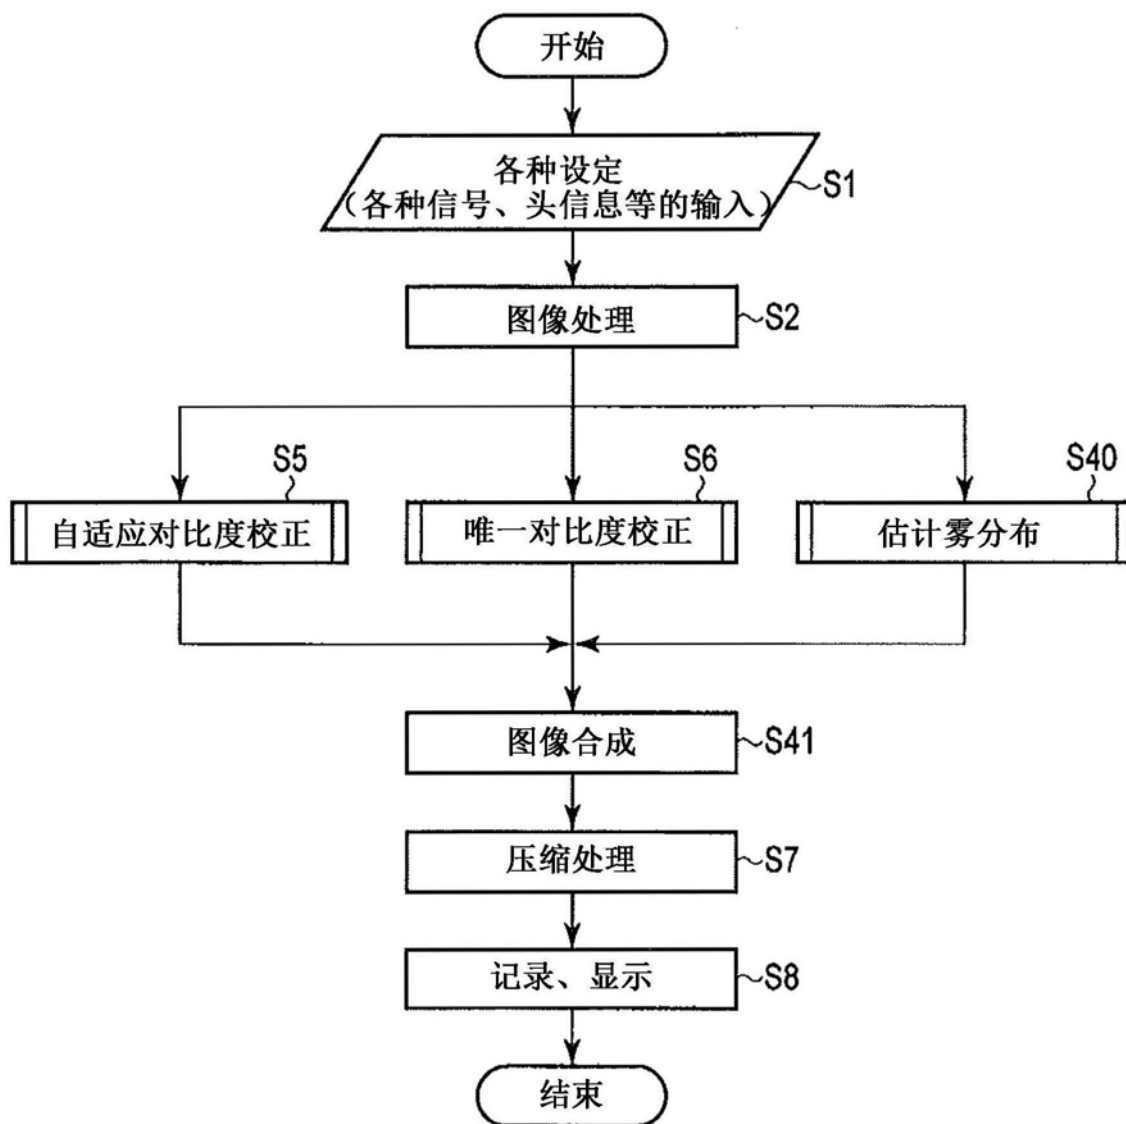 开始
各种设定
（各种信号、头信息等的输入）
S1
图像处理
S2
S5
S6
S40
自适应对比度校正
唯一对比度校正
估计雾分布
图像合成
S41
压缩处理
S7
记录、显示
S8
结束